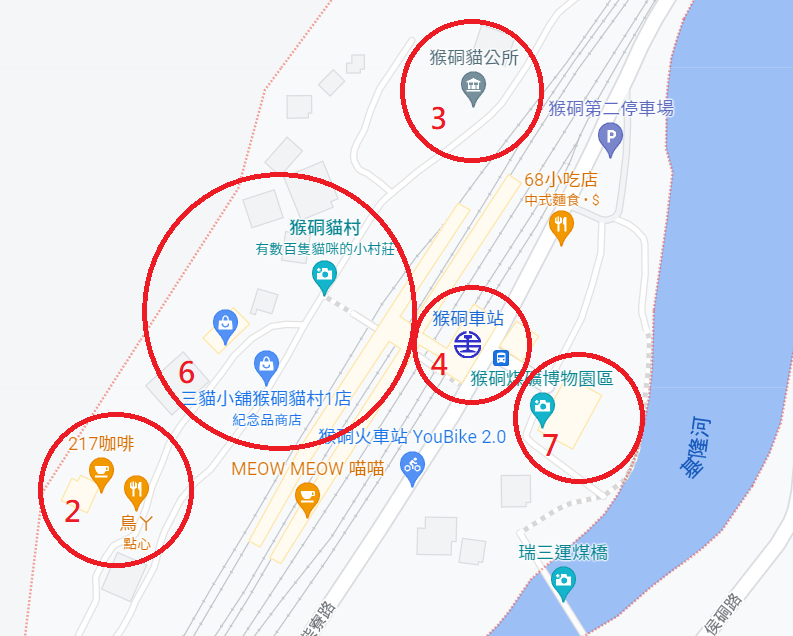 猴硐貓公所
3
猴硐第二停車場
P
68小吃店
中式麵食・$
猴硐貓村
有數百隻貓咪的小村莊
猴硐車站
4
6
猴硐煤礦博物園區
三貓小舖猴硐貓村1店
紀念品商店
7
217咖啡
猴硐火車站 YouBike 2.0
MEOW MEOW 喵喵
2
鳥丫
點心
基隆河
瑞三運煤橋
侯硐路